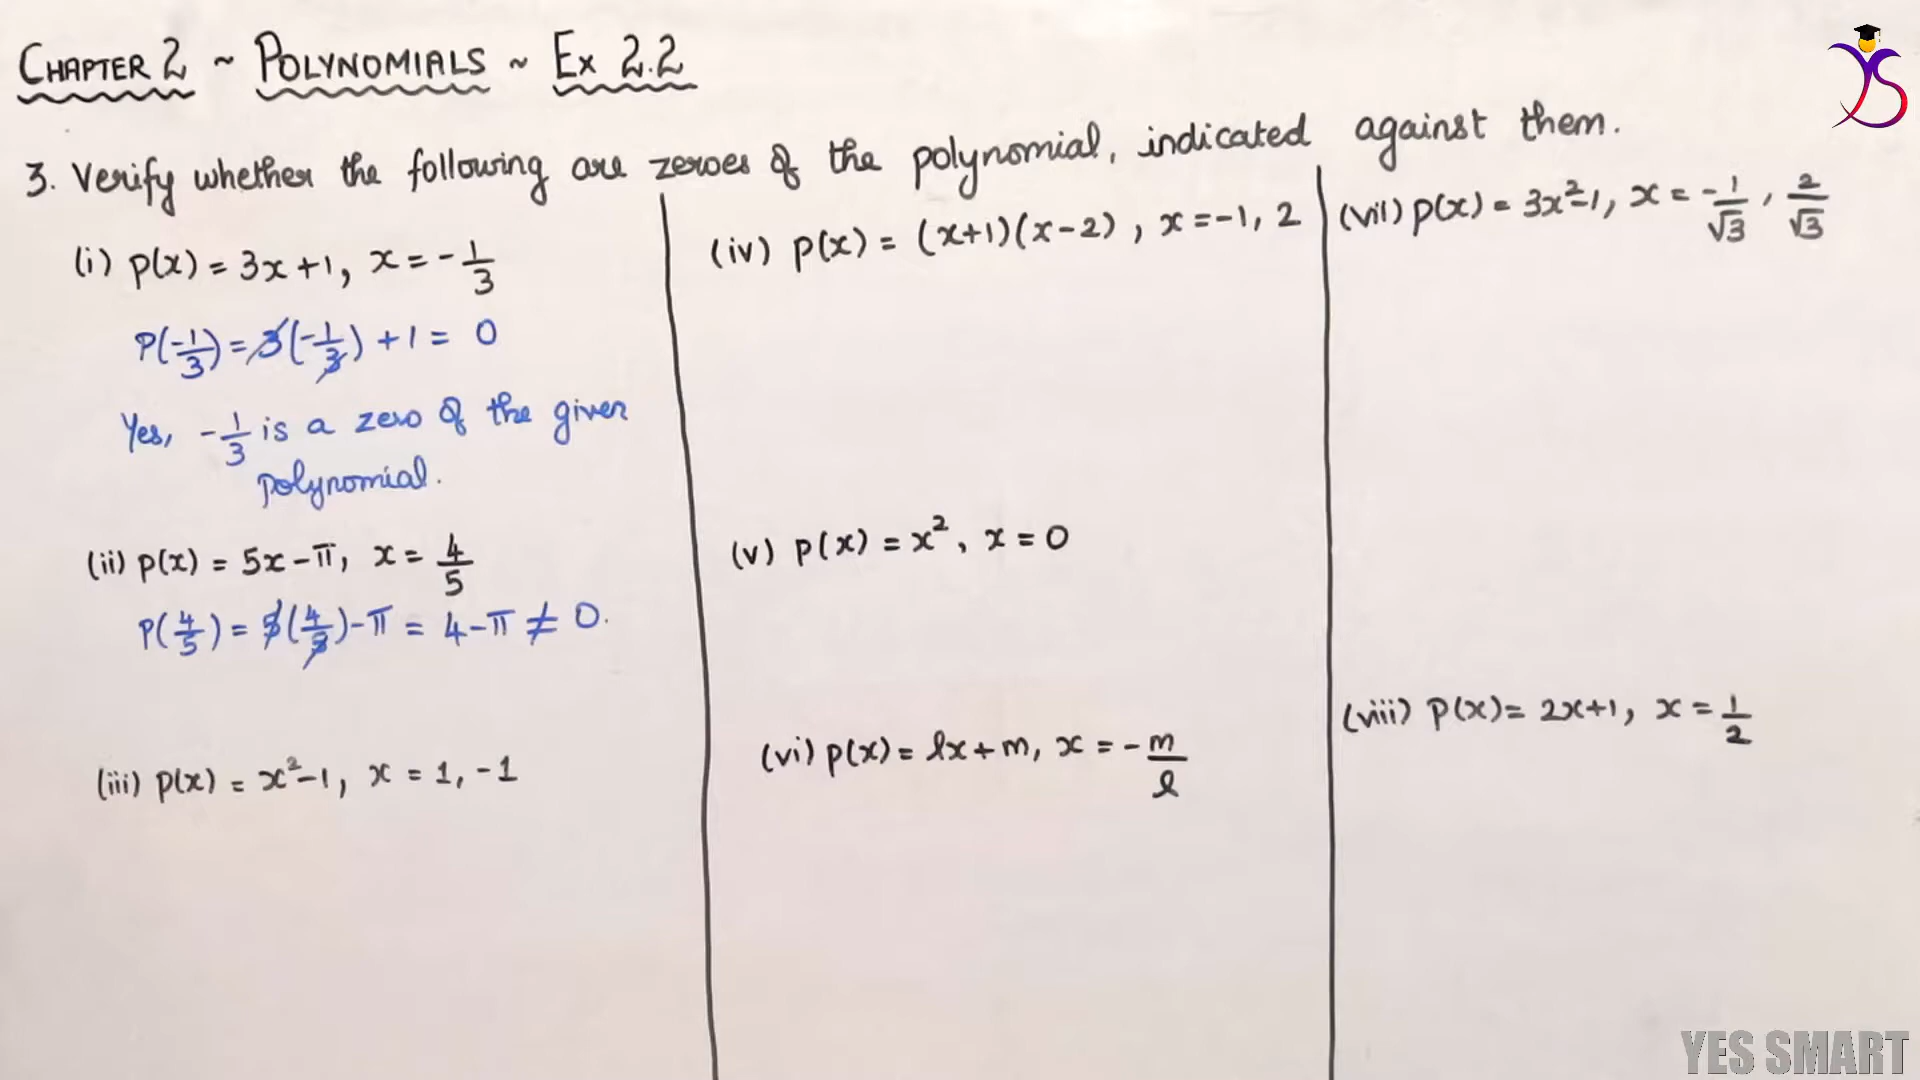 CHAPTER 2 ~ POLYNOMIALS ~ Ex 2.2
3. Verify whether the following are zeroes of the polynomial, indicated against them.
(i) p(x) = 3x + 1, x = -1/3
P(-1/3) = 3(-1/3) + 1 = 0
Yes, -1/3 is a zero of the given
polynomial.
(ii) p(x) = 5x - π, x = 4/5
P(4/5) = 5(4/5) - π = 4 - π ≠ 0.
(iii) p(x) = x² - 1, x = 1, -1
(iv) p(x) = (x+1)(x-2), x = -1, 2
(v) p(x) = x², x = 0
(vi) p(x) = lx + m, x = -m/l
(vii) p(x) = 3x² - 1, x = -1/√3, 2/√3
(viii) p(x) = 2x+1, x = 1/2
YS
YES SMART